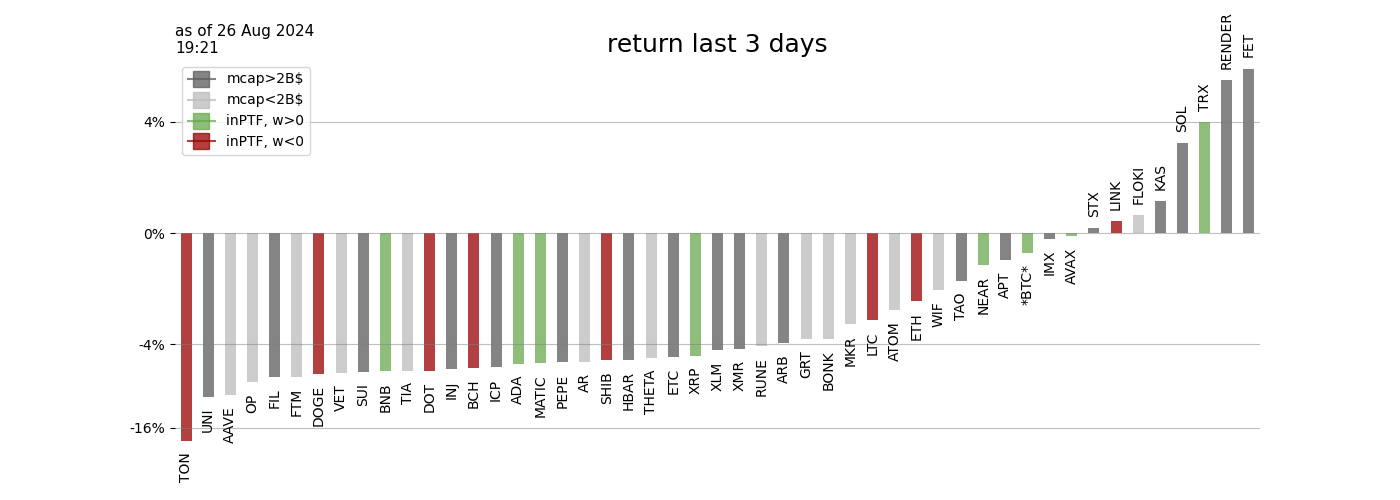 as of 26 Aug 2024
19:21
return last 3 days
mcap>2B$
mcap<2B$
inPTF, w>0
inPTF, w<0
4%
0%
-4%
-16%
TON
UNI
AAVE
OP
FIL
FTM
DOGE
VET
SUI
BNB
TIA
DOT
INJ
BCH
ICP
ADA
MATIC
PEPE
AR
SHIB
HBAR
THETA
ETC
XRP
XLM
XMR
RUNE
ARB
GRT
BONK
MKR
LTC
ATOM
ETH
WIF
TAO
NEAR
APT
*BTC*
IMX
AVAX
STX
LINK
FLOKI
KAS
SOL
TRX
RENDER
FET